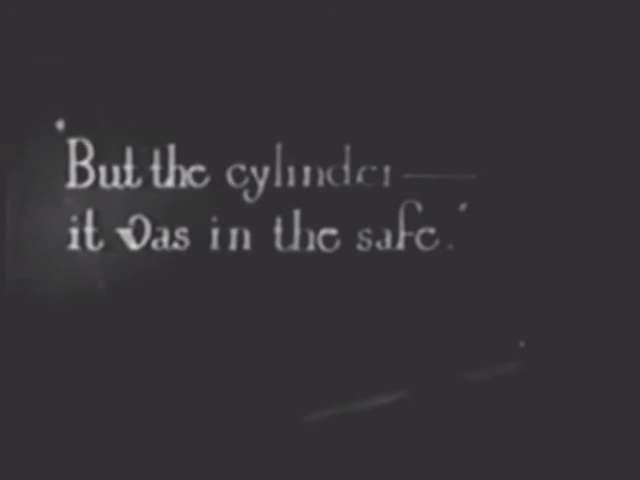 "But the cylinder —
it was in the safe."